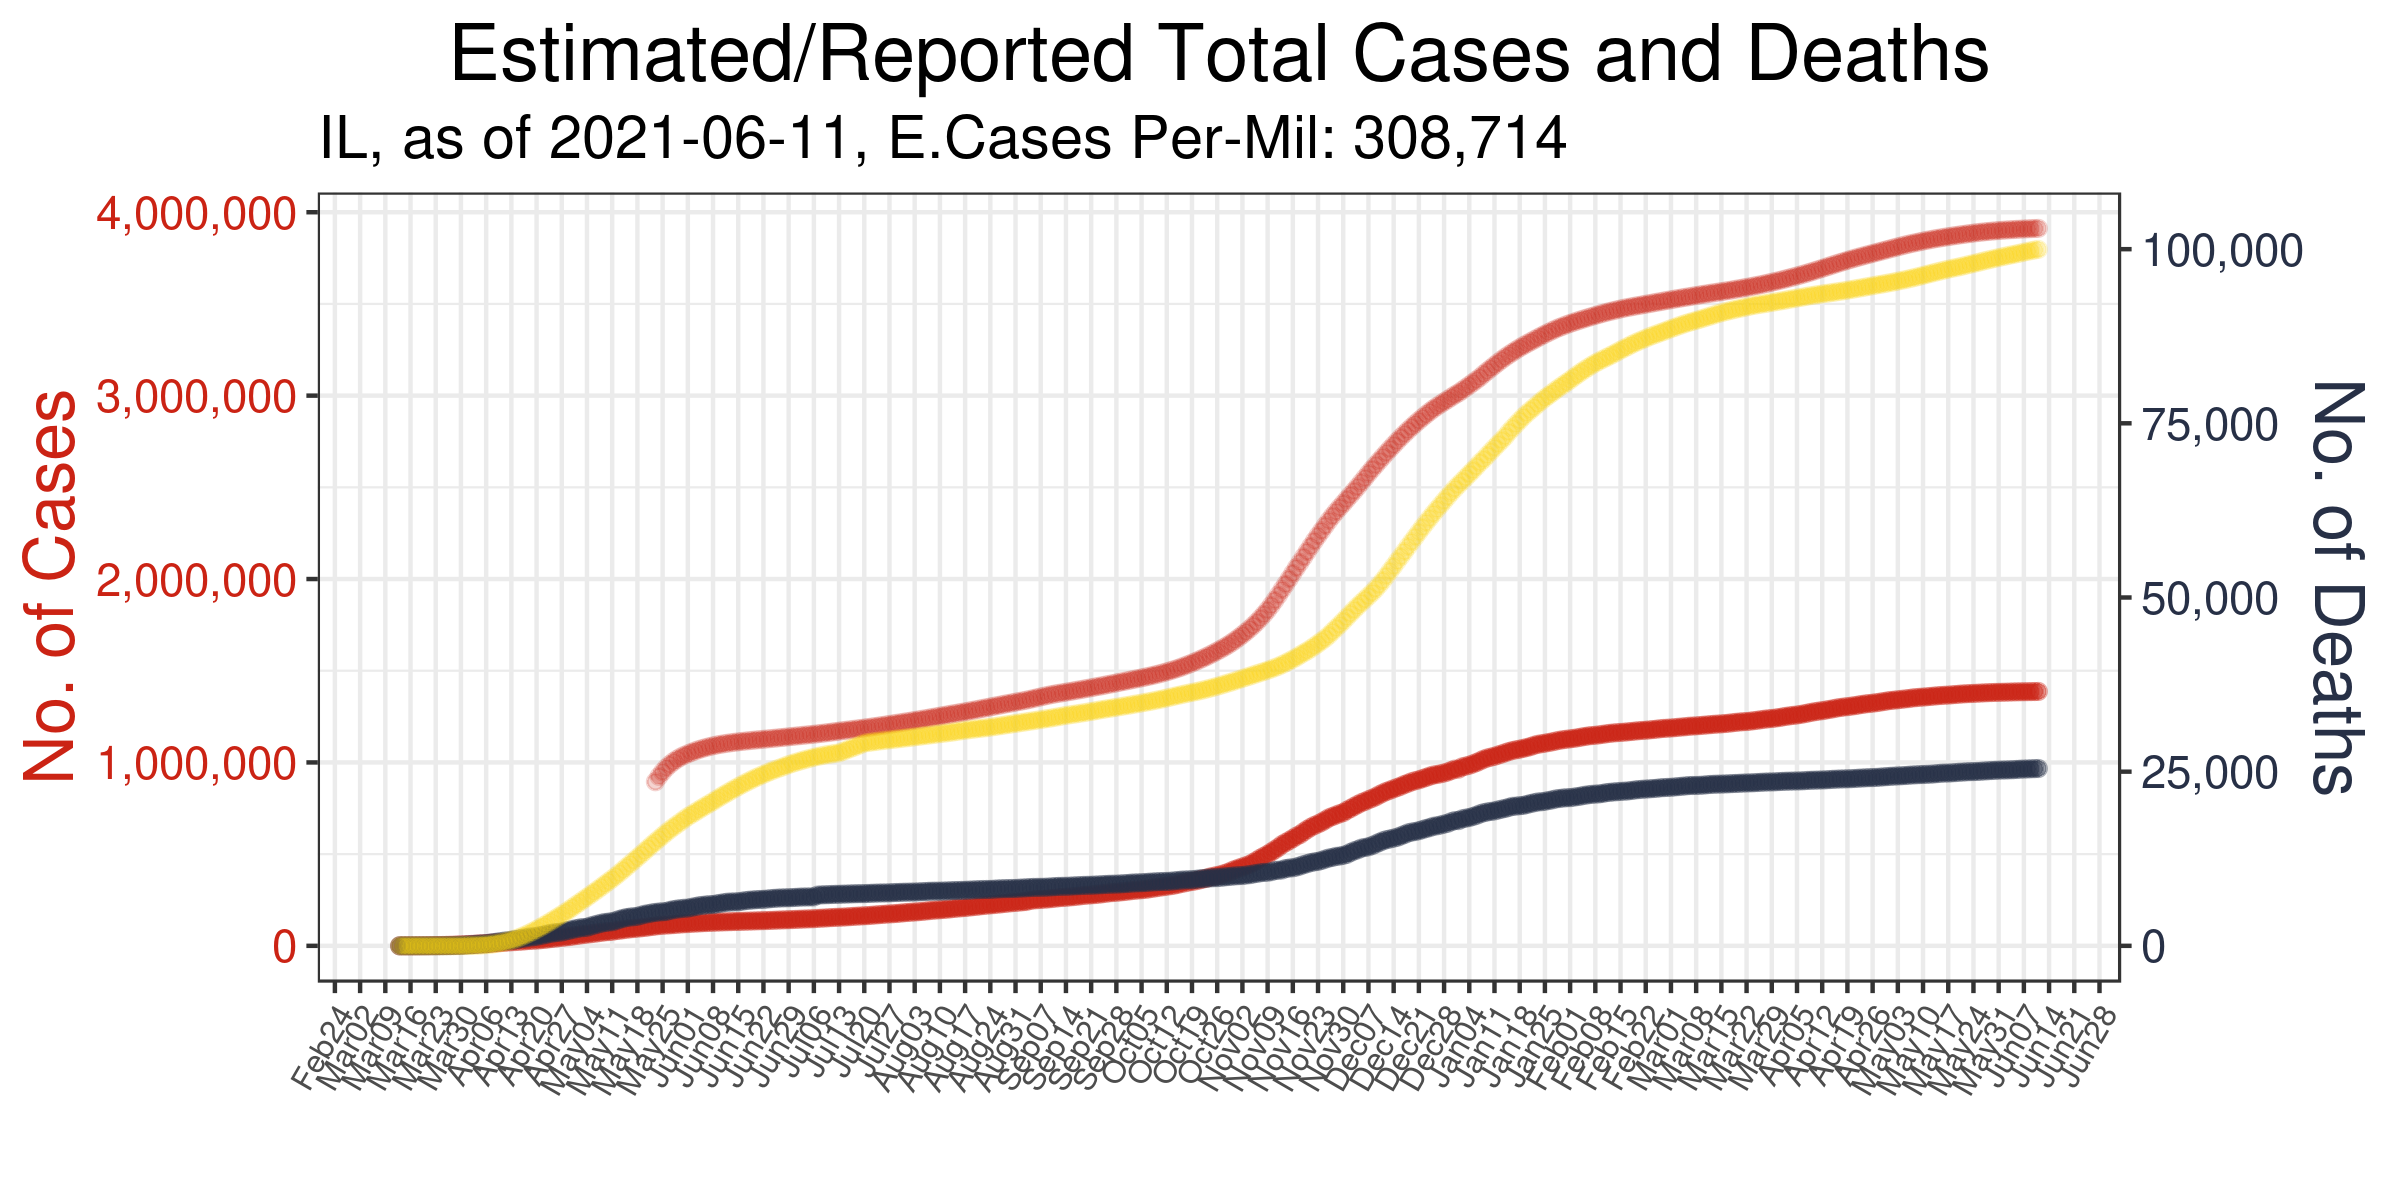 Estimated/Reported Total Cases and Deaths
IL, as of 2021-06-11, E.Cases Per-Mil: 308,714
No. of Cases
4,000,000
3,000,000
2,000,000
1,000,000
0
100,000
75,000
50,000
25,000
0
No. of Deaths
Feb24
Mar02
Mar09
Mar16
Mar23
Mar30
Apr06
Apr13
Apr20
Apr27
May04
May11
May18
May25
Jun01
Jun08
Jun15
Jun22
Jun29
Jul06
Jul13
Jul20
Jul27
Aug03
Aug10
Aug17
Aug24
Aug31
Sep07
Sep14
Sep21
Sep28
Oct05
Oct12
Oct19
Oct26
Nov02
Nov09
Nov16
Nov23
Nov30
Dec07
Dec14
Dec21
Dec28
Jan04
Jan11
Jan18
Jan25
Feb01
Feb08
Feb15
Feb22
Mar01
Mar08
Mar15
Mar22
Mar29
Apr05
Apr12
Apr19
Apr26
May03
May10
May17
May24
May31
Jun07
Jun14
Jun21
Jun28